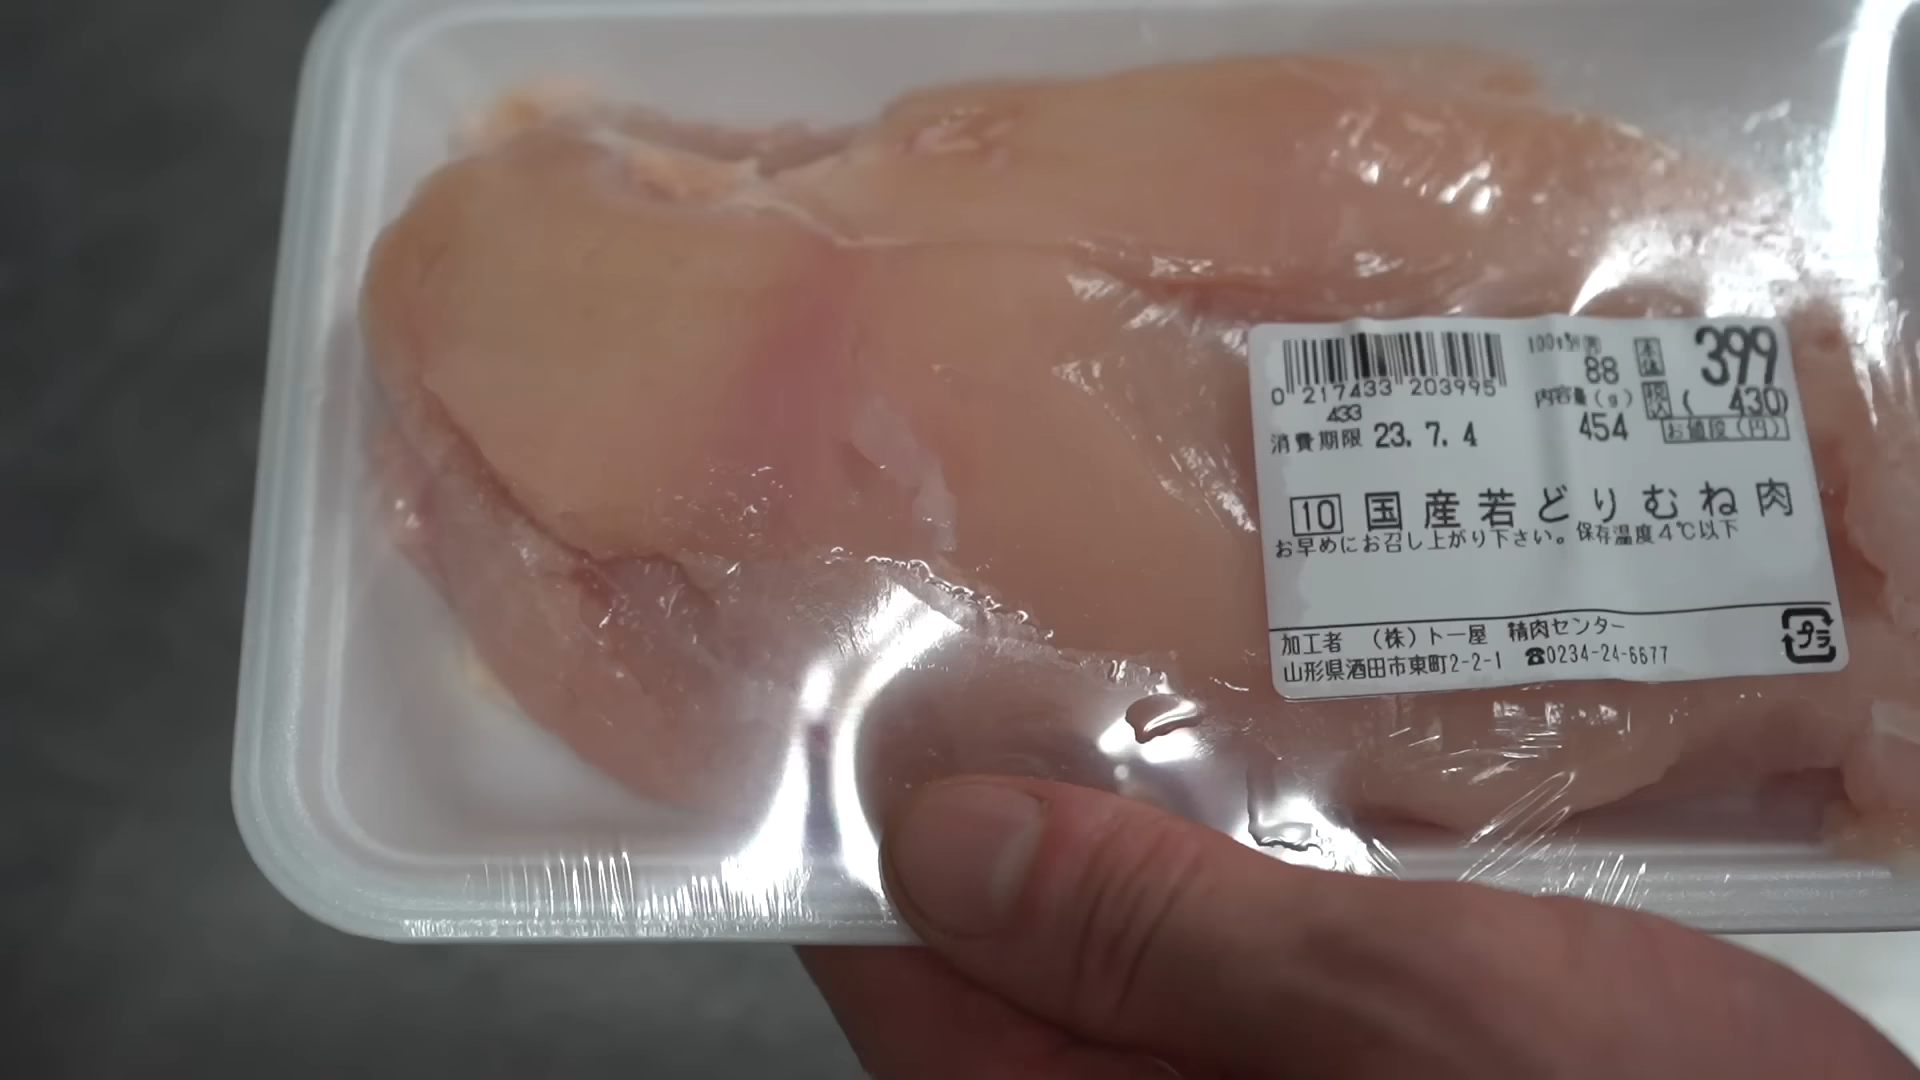 0 217433 203995
433
100g当り(円)
88
本体
399
内容量(g)
454
税込
( 430)
お値段(円)
消費期限 23. 7. 4
10 国産若どりむね肉
お早めにお召し上がり下さい。保存温度4℃以下
加工者 (株)ト一屋 精肉センター
山形県酒田市東町2-2-1 ☎0234-24-6677
プラ